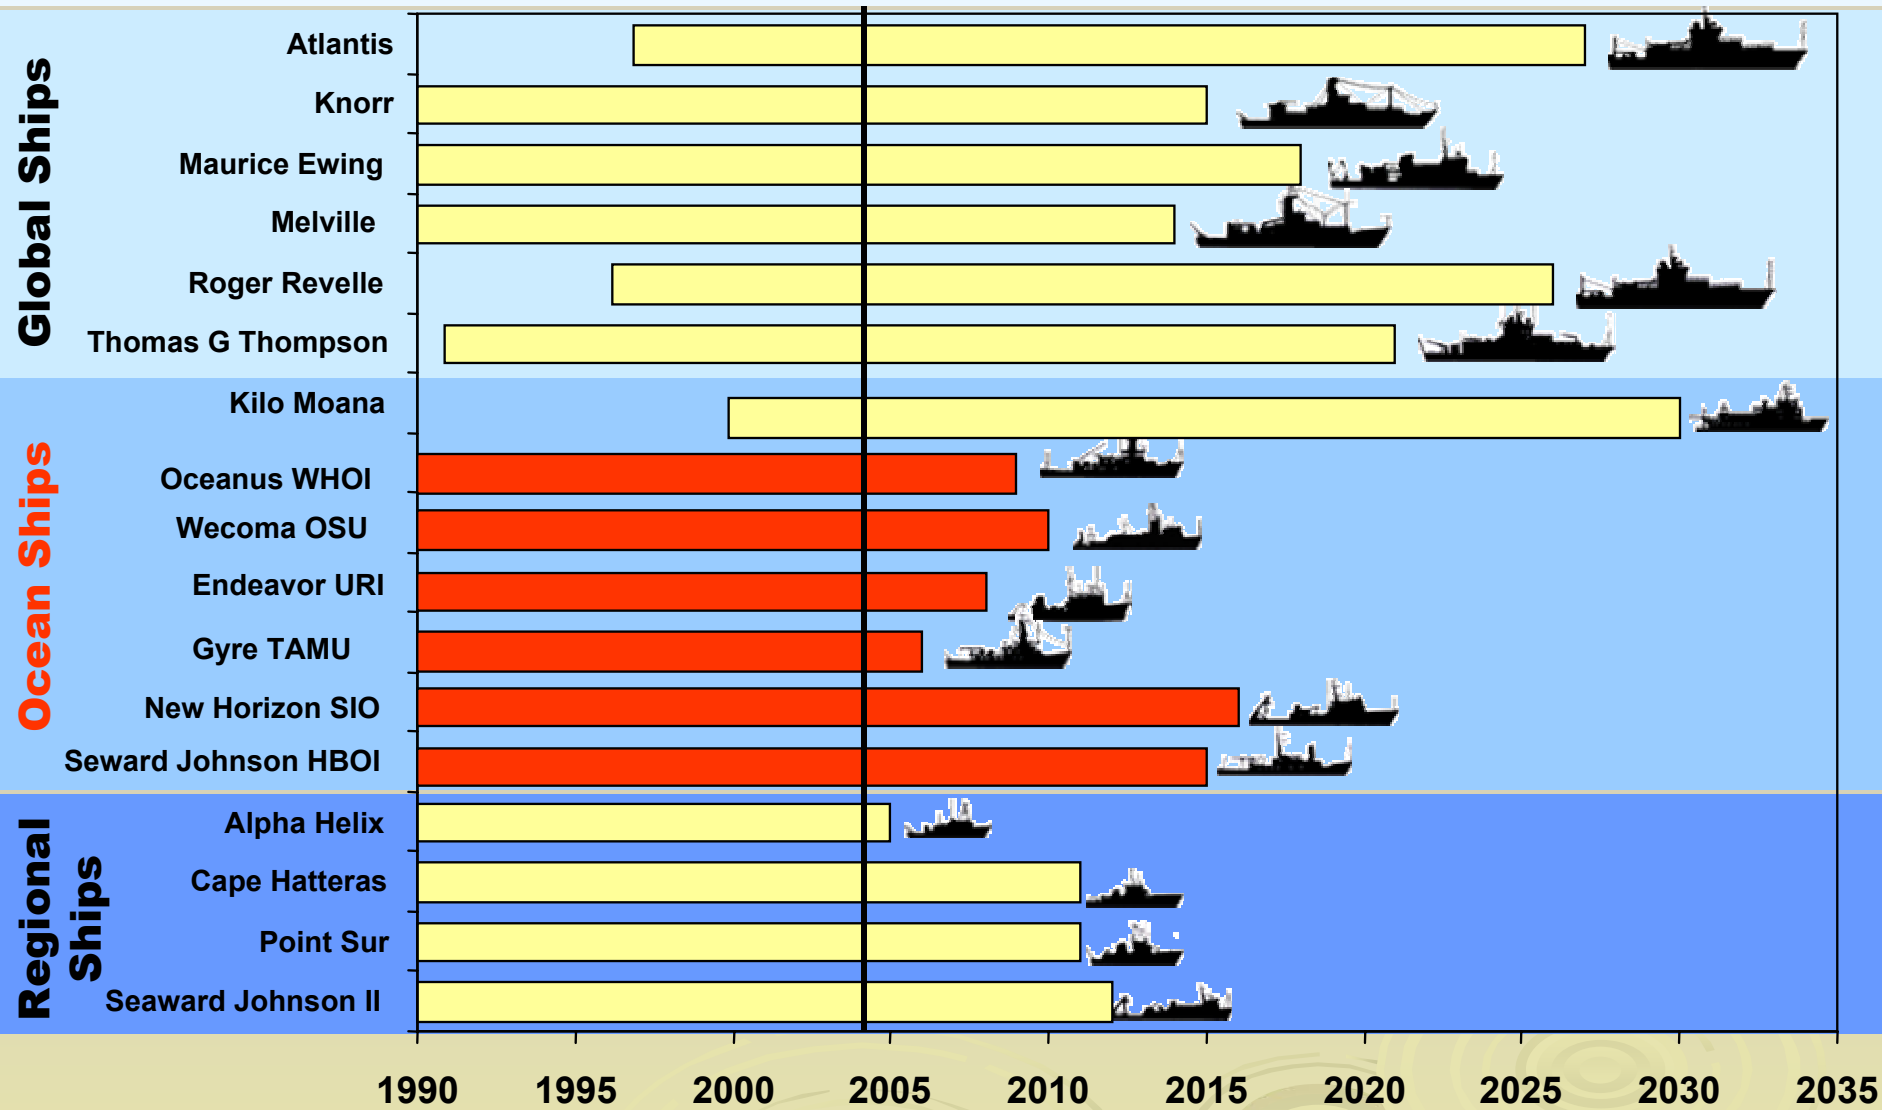 Global Ships
Atlantis
Knorr
Maurice Ewing
Melville
Roger Revelle
Thomas G Thompson
Ocean Ships
Kilo Moana
Oceanus WHOI
Wecoma OSU
Endeavor URI
Gyre TAMU
New Horizon SIO
Seward Johnson HBOI
Regional
Ships
Alpha Helix
Cape Hatteras
Point Sur
Seaward Johnson II
1990 1995 2000 2005 2010 2015 2020 2025 2030 2035